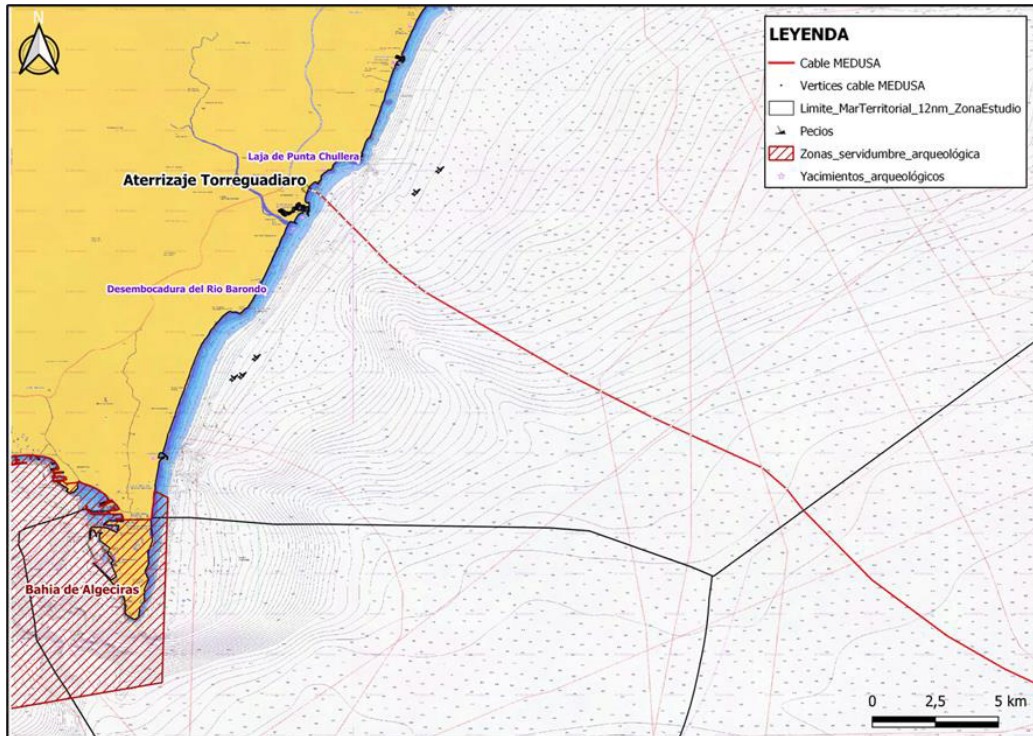 N
LEYENDA
Cable MEDUSA
Vertices cable MEDUSA
Limite_MarTerritorial_12nm_ZonaEstudio
Pecios
Zonas_servidumbre_arqueológica
Yacimientos_arqueológicos
Laja de Punta Chullera
Aterrizaje Torreguadiaro
Desembocadura del Rio Barondo
Bahia de Algeciras
0 2,5 5 km